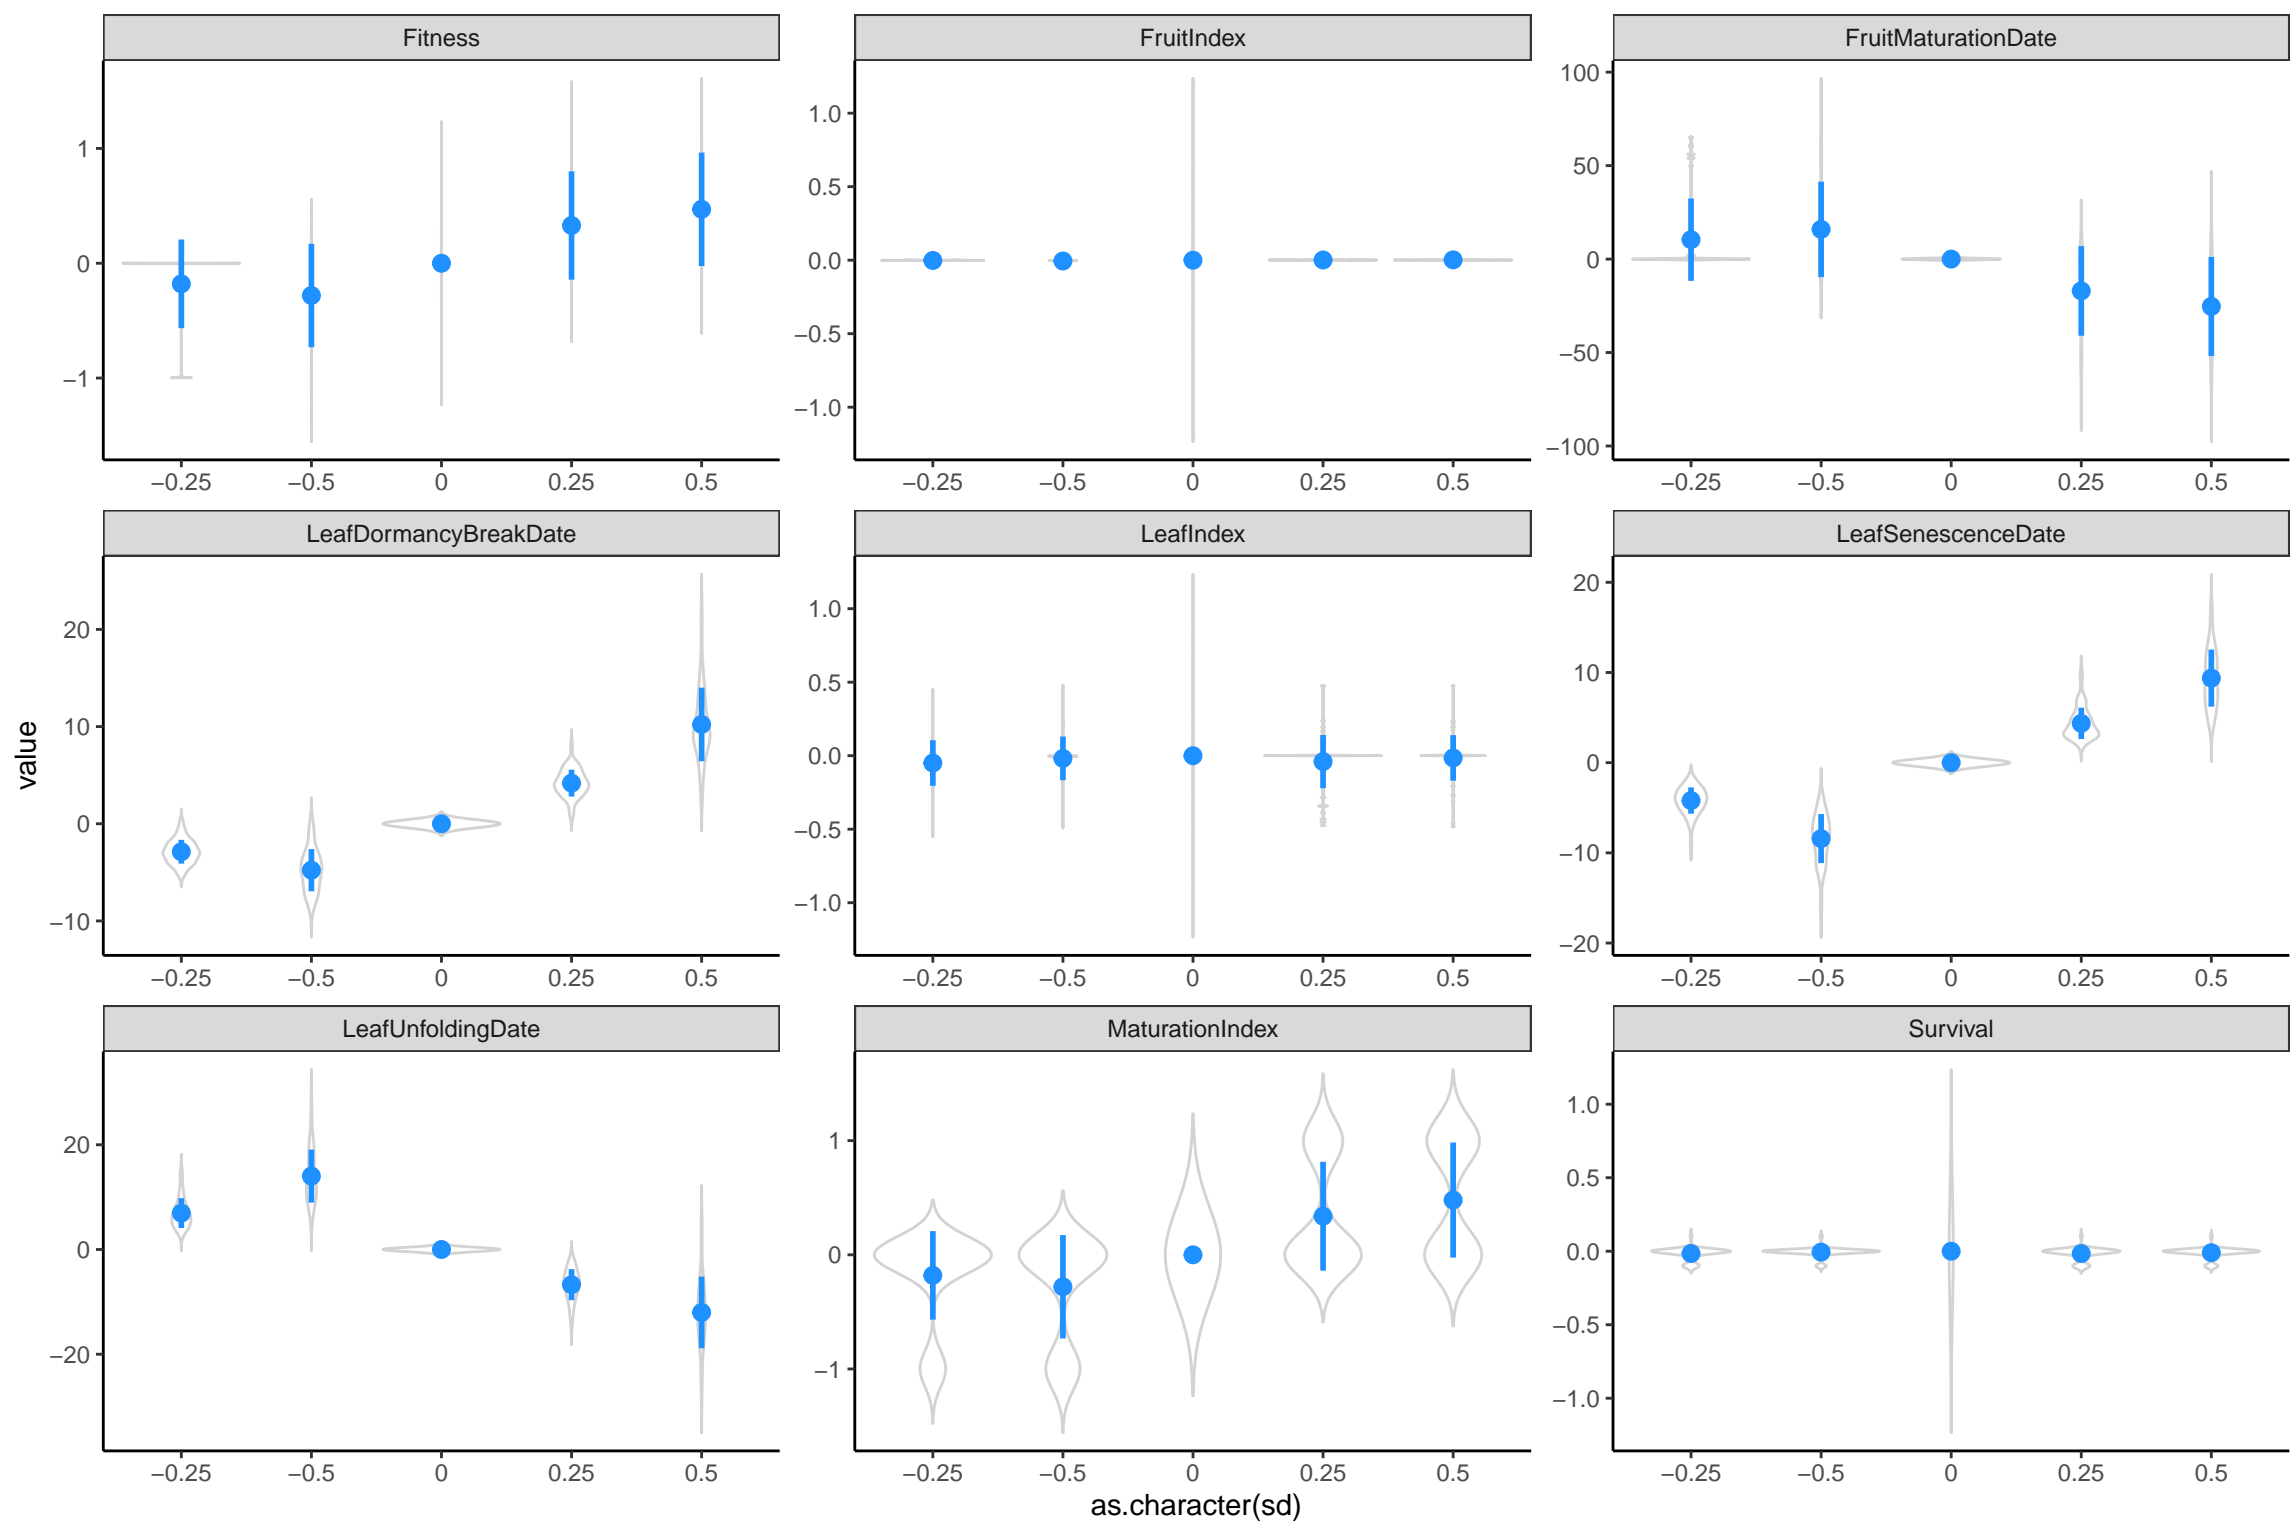 Fitness
FruitIndex
FruitMaturationDate
1
0
−1
1.0
0.5
0.0
−0.5
−1.0
100
50
0
−50
−100
−0.25 −0.5 0 0.25 0.5
−0.25 −0.5 0 0.25 0.5
−0.25 −0.5 0 0.25 0.5
LeafDormancyBreakDate
LeafIndex
LeafSenescenceDate
value
20
10
0
−10
1.0
0.5
0.0
−0.5
−1.0
20
10
0
−10
−20
−0.25 −0.5 0 0.25 0.5
−0.25 −0.5 0 0.25 0.5
−0.25 −0.5 0 0.25 0.5
LeafUnfoldingDate
MaturationIndex
Survival
20
0
−20
1
0
−1
1.0
0.5
0.0
−0.5
−1.0
−0.25 −0.5 0 0.25 0.5
−0.25 −0.5 0 0.25 0.5
−0.25 −0.5 0 0.25 0.5
as.character(sd)